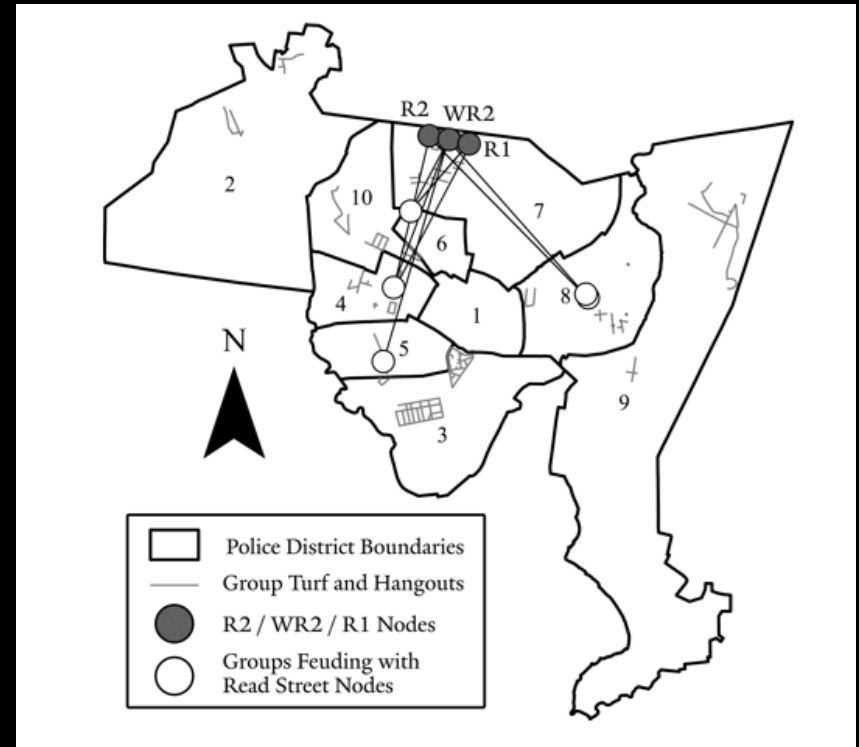 R2 WR2
R1
2
10
7
6
8
4
1
N
5
9
3
Police District Boundaries
Group Turf and Hangouts
R2 / WR2 / R1 Nodes
Groups Feuding with
Read Street Nodes